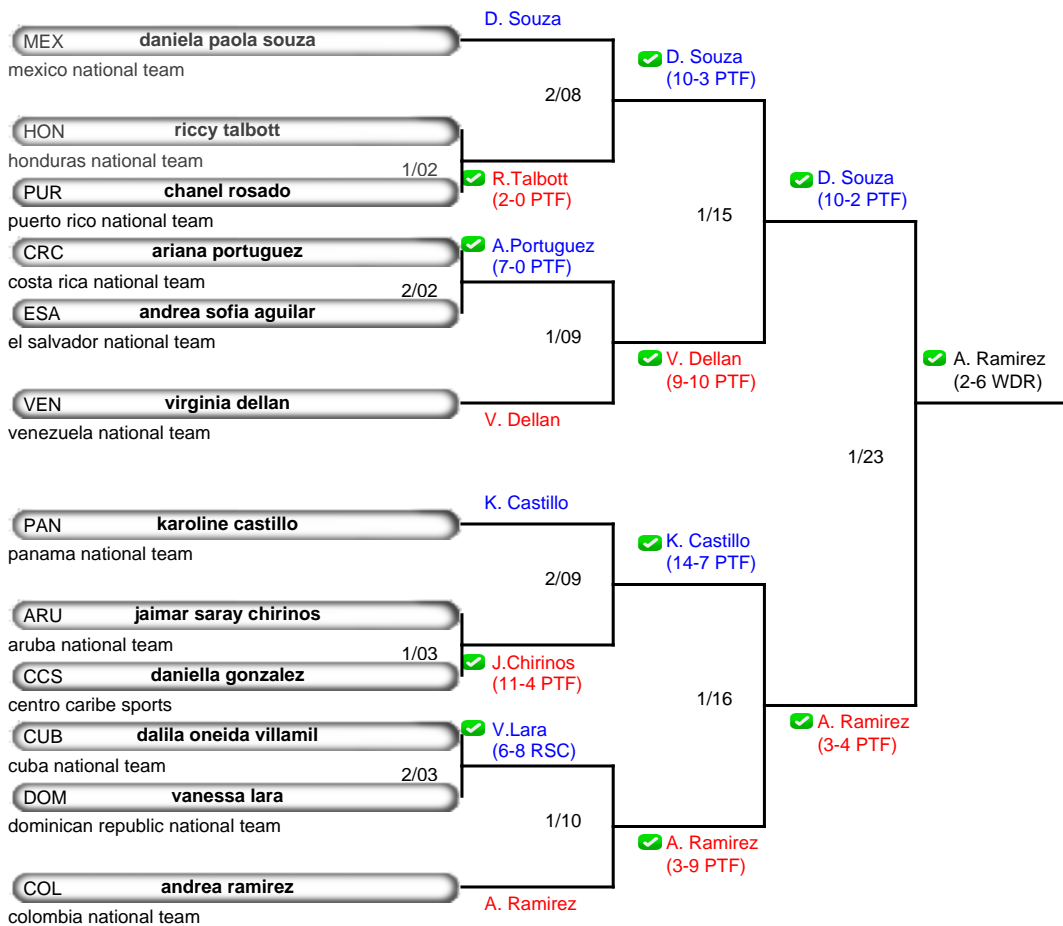 D. Souza
MEX daniela paola souza
mexico national team
D. Souza
(10-3 PTF)
2/08
HON riccy talbott
honduras national team
1/02
R.Talbott
(2-0 PTF)
PUR chanel rosado
puerto rico national team
D. Souza
(10-2 PTF)
1/15
CRC ariana portuguez
costa rica national team
A.Portuguez
(7-0 PTF)
2/02
ESA andrea sofia aguilar
el salvador national team
1/09
V. Dellan
(9-10 PTF)
A. Ramirez
(2-6 WDR)
VEN virginia dellan
venezuela national team
V. Dellan
1/23
K. Castillo
PAN karoline castillo
panama national team
K. Castillo
(14-7 PTF)
2/09
ARU jaimar saray chirinos
aruba national team
1/03
J.Chirinos
(11-4 PTF)
CCS daniella gonzalez
centro caribe sports
1/16
A. Ramirez
(3-4 PTF)
CUB dalila oneida villamil
cuba national team
V.Lara
(6-8 RSC)
2/03
DOM vanessa lara
dominican republic national team
1/10
A. Ramirez
(3-9 PTF)
COL andrea ramirez
colombia national team
A. Ramirez